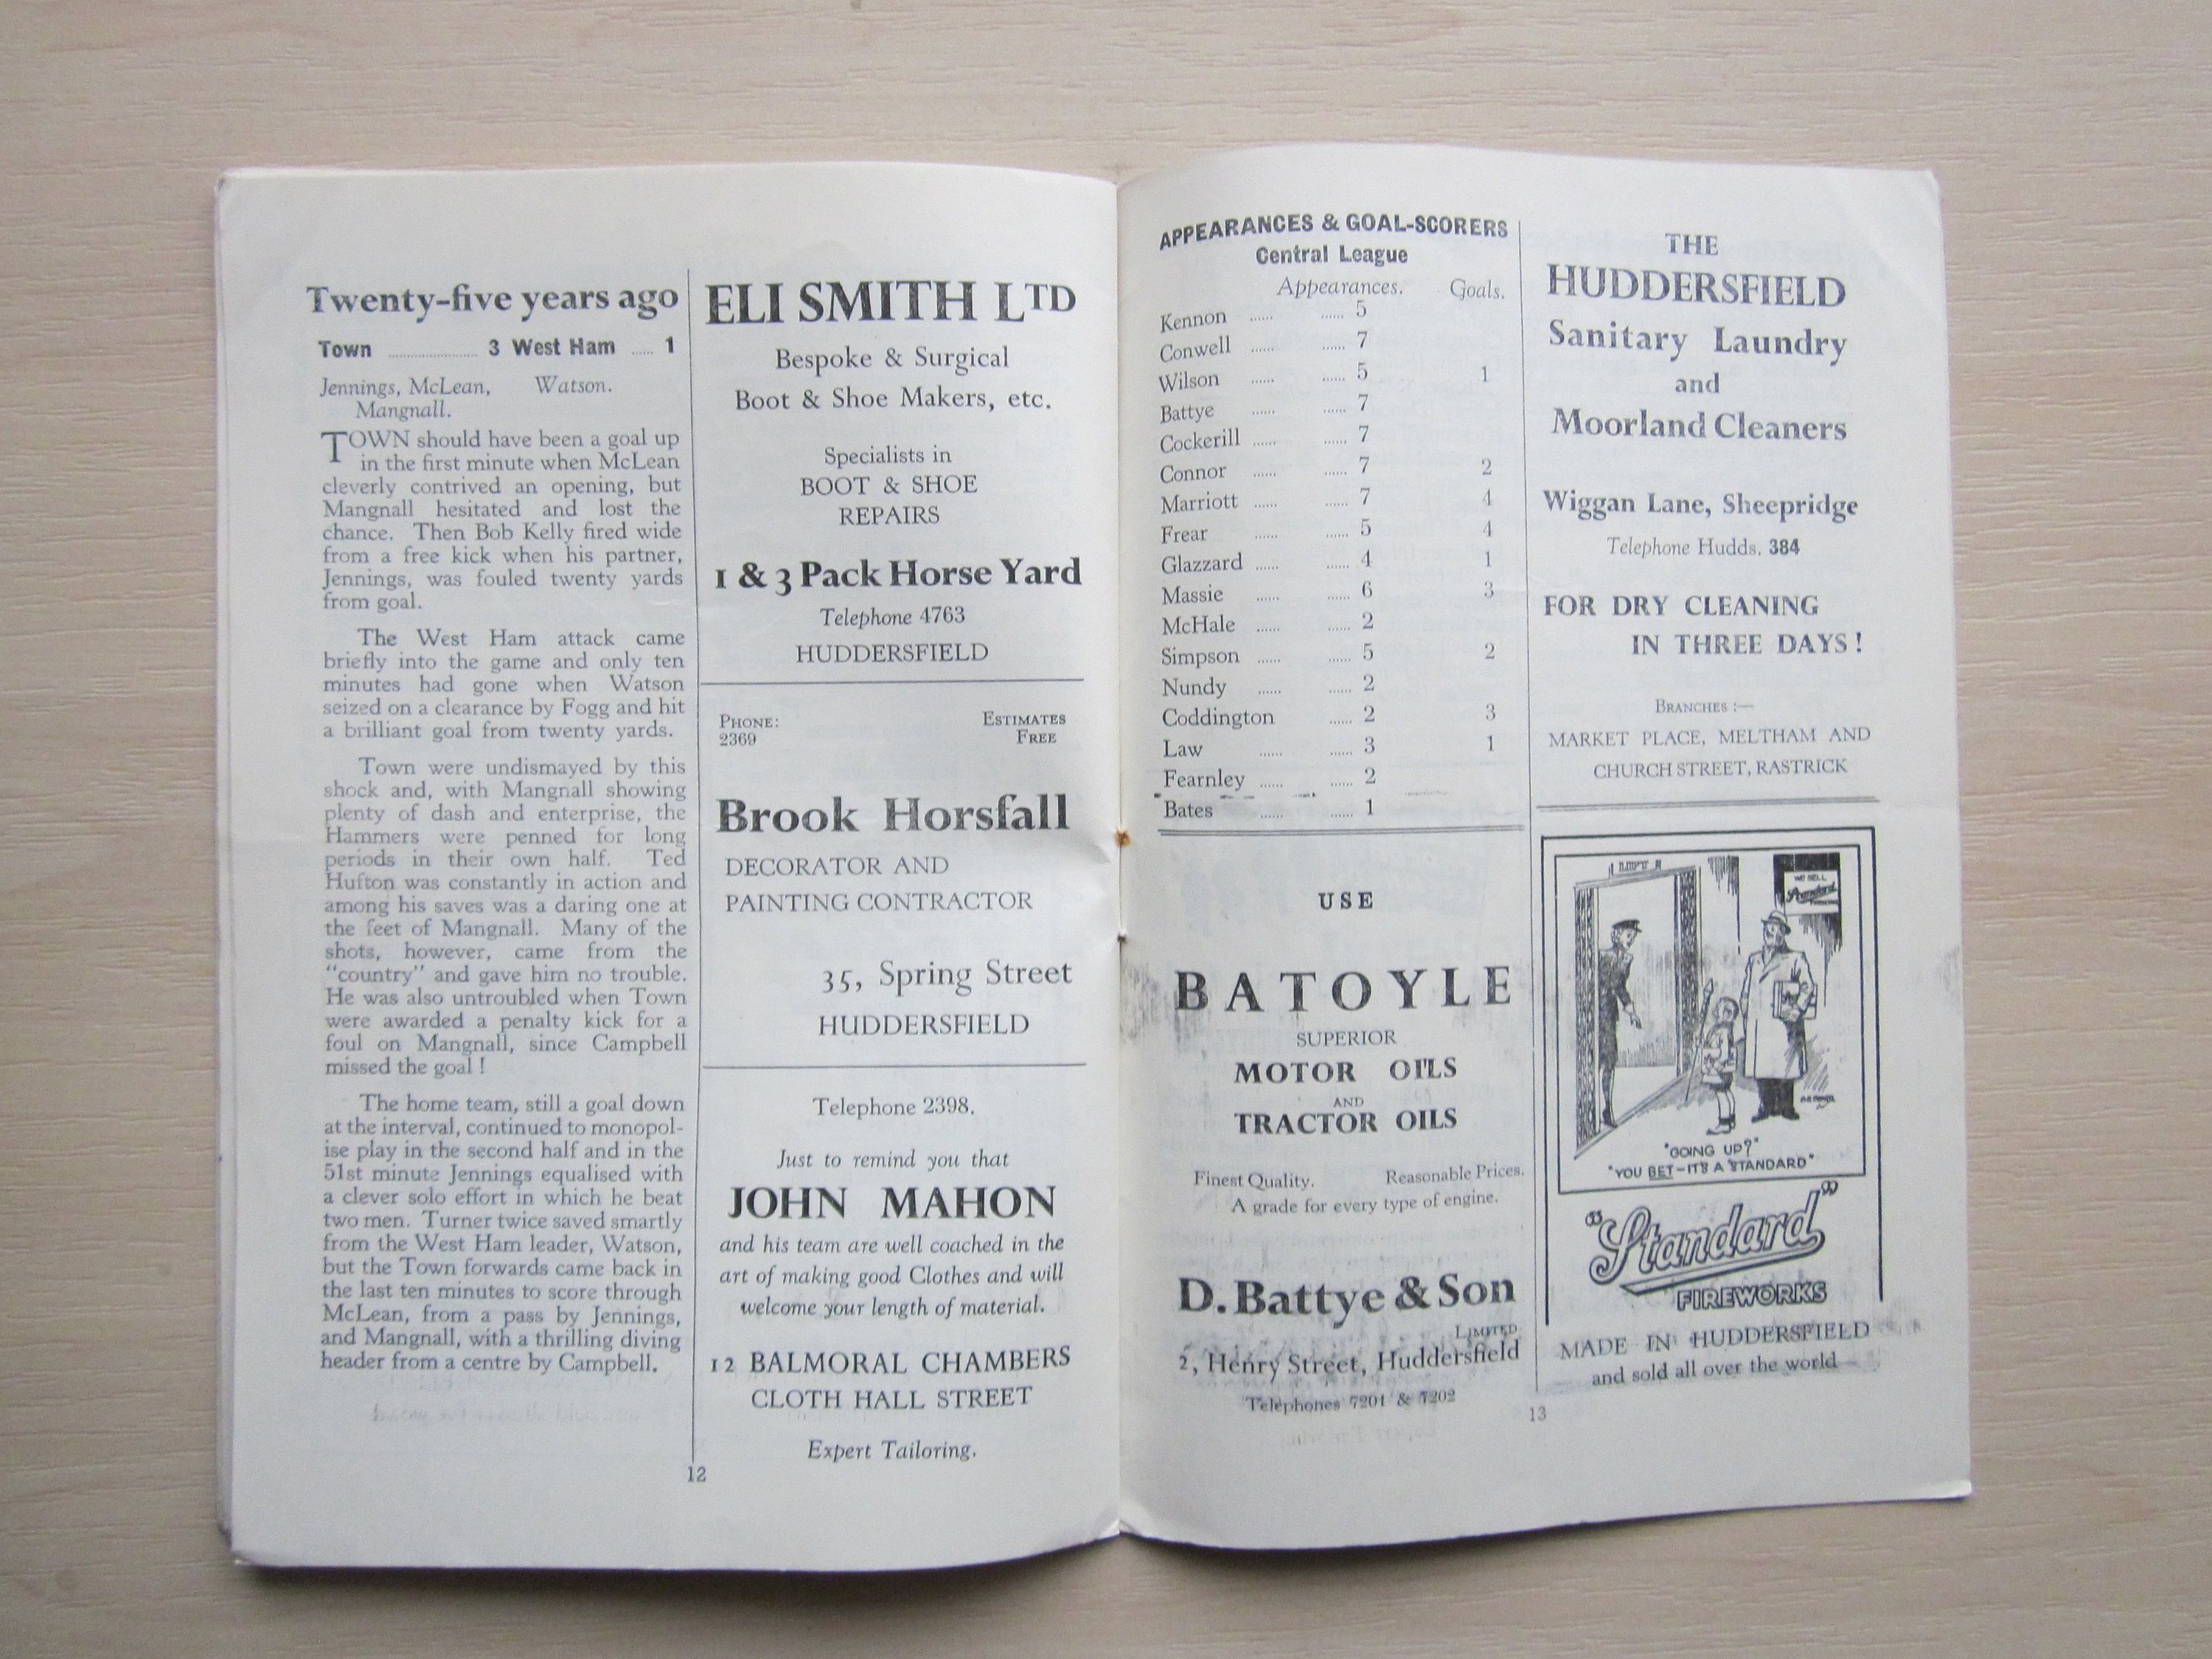 Twenty-five years ago
Town ........ 3 West Ham ..... 1
Jennings, McLean, Watson.
Mangnall.
TOWN should have been a goal up
in the first minute when McLean
cleverly contrived an opening, but
Mangnall hesitated and lost the
chance. Then Bob Kelly fired wide
from a free kick when his partner,
Jennings, was fouled twenty yards
from goal.
The West Ham attack came
briefly into the game and only ten
minutes had gone when Watson
seized on a clearance by Fogg and hit
a brilliant goal from twenty yards.
Town were undismayed by this
shock and, with Mangnall showing
plenty of dash and enterprise, the
Hammers were penned for long
periods in their own half. Ted
Hufton was constantly in action and
among his saves was a daring one at
the feet of Mangnall. Many of the
shots, however, came from the
"country" and gave him no trouble.
He was also untroubled when Town
were awarded a penalty kick for a
foul on Mangnall, since Campbell
missed the goal !
The home team, still a goal down
at the interval, continued to monopol-
ise play in the second half and in the
51st minute Jennings equalised with
a clever solo effort in which he beat
two men. Turner twice saved smartly
from the West Ham leader, Watson,
but the Town forwards came back in
the last ten minutes to score through
McLean, from a pass by Jennings,
and Mangnall, with a thrilling diving
header from a centre by Campbell.
ELI SMITH LTD
Bespoke & Surgical
Boot & Shoe Makers, etc.
Specialists in
BOOT & SHOE
REPAIRS
1 & 3 Pack Horse Yard
Telephone 4763
HUDDERSFIELD
PHONE: ESTIMATES
2369 FREE
Brook Horsfall
DECORATOR AND
PAINTING CONTRACTOR
35, Spring Street
HUDDERSFIELD
Telephone 2398.
Just to remind you that
JOHN MAHON
and his team are well coached in the
art of making good Clothes and will
welcome your length of material.
12 BALMORAL CHAMBERS
CLOTH HALL STREET
Expert Tailoring.
12
APPEARANCES & GOAL-SCORERS
Central League
Appearances. Goals.
Kennon ...... ...... 5
Conwell ...... ...... 7
Wilson ...... ...... 5 1
Battye ...... ...... 7
Cockerill ...... ...... 7
Connor ...... ...... 7 2
Marriott ...... ...... 7 4
Frear ...... ...... 5 4
Glazzard ...... ...... 4 1
Massie ...... ...... 6 3
McHale ...... ...... 2
Simpson ...... ...... 5 2
Nundy ...... ...... 2
Coddington ...... 2 3
Law ...... ...... 3 1
Fearnley ...... ...... 2
Bates ...... ...... 1
USE
BATOYLE
SUPERIOR
MOTOR OILS
AND
TRACTOR OILS
Finest Quality. Reasonable Prices.
A grade for every type of engine.
D. Battye & Son
LIMITED
2, Henry Street, Huddersfield
Telephones 7201 & 7202
THE
HUDDERSFIELD
Sanitary Laundry
and
Moorland Cleaners
Wiggan Lane, Sheepridge
Telephone Hudds. 384
FOR DRY CLEANING
IN THREE DAYS !
BRANCHES :—
MARKET PLACE, MELTHAM AND
CHURCH STREET, RASTRICK
LIFT
WE SELL
Standard
"GOING UP?"
"YOU BET-IT'S A STANDARD"
"Standard"
FIREWORKS
MADE IN HUDDERSFIELD
and sold all over the world
13